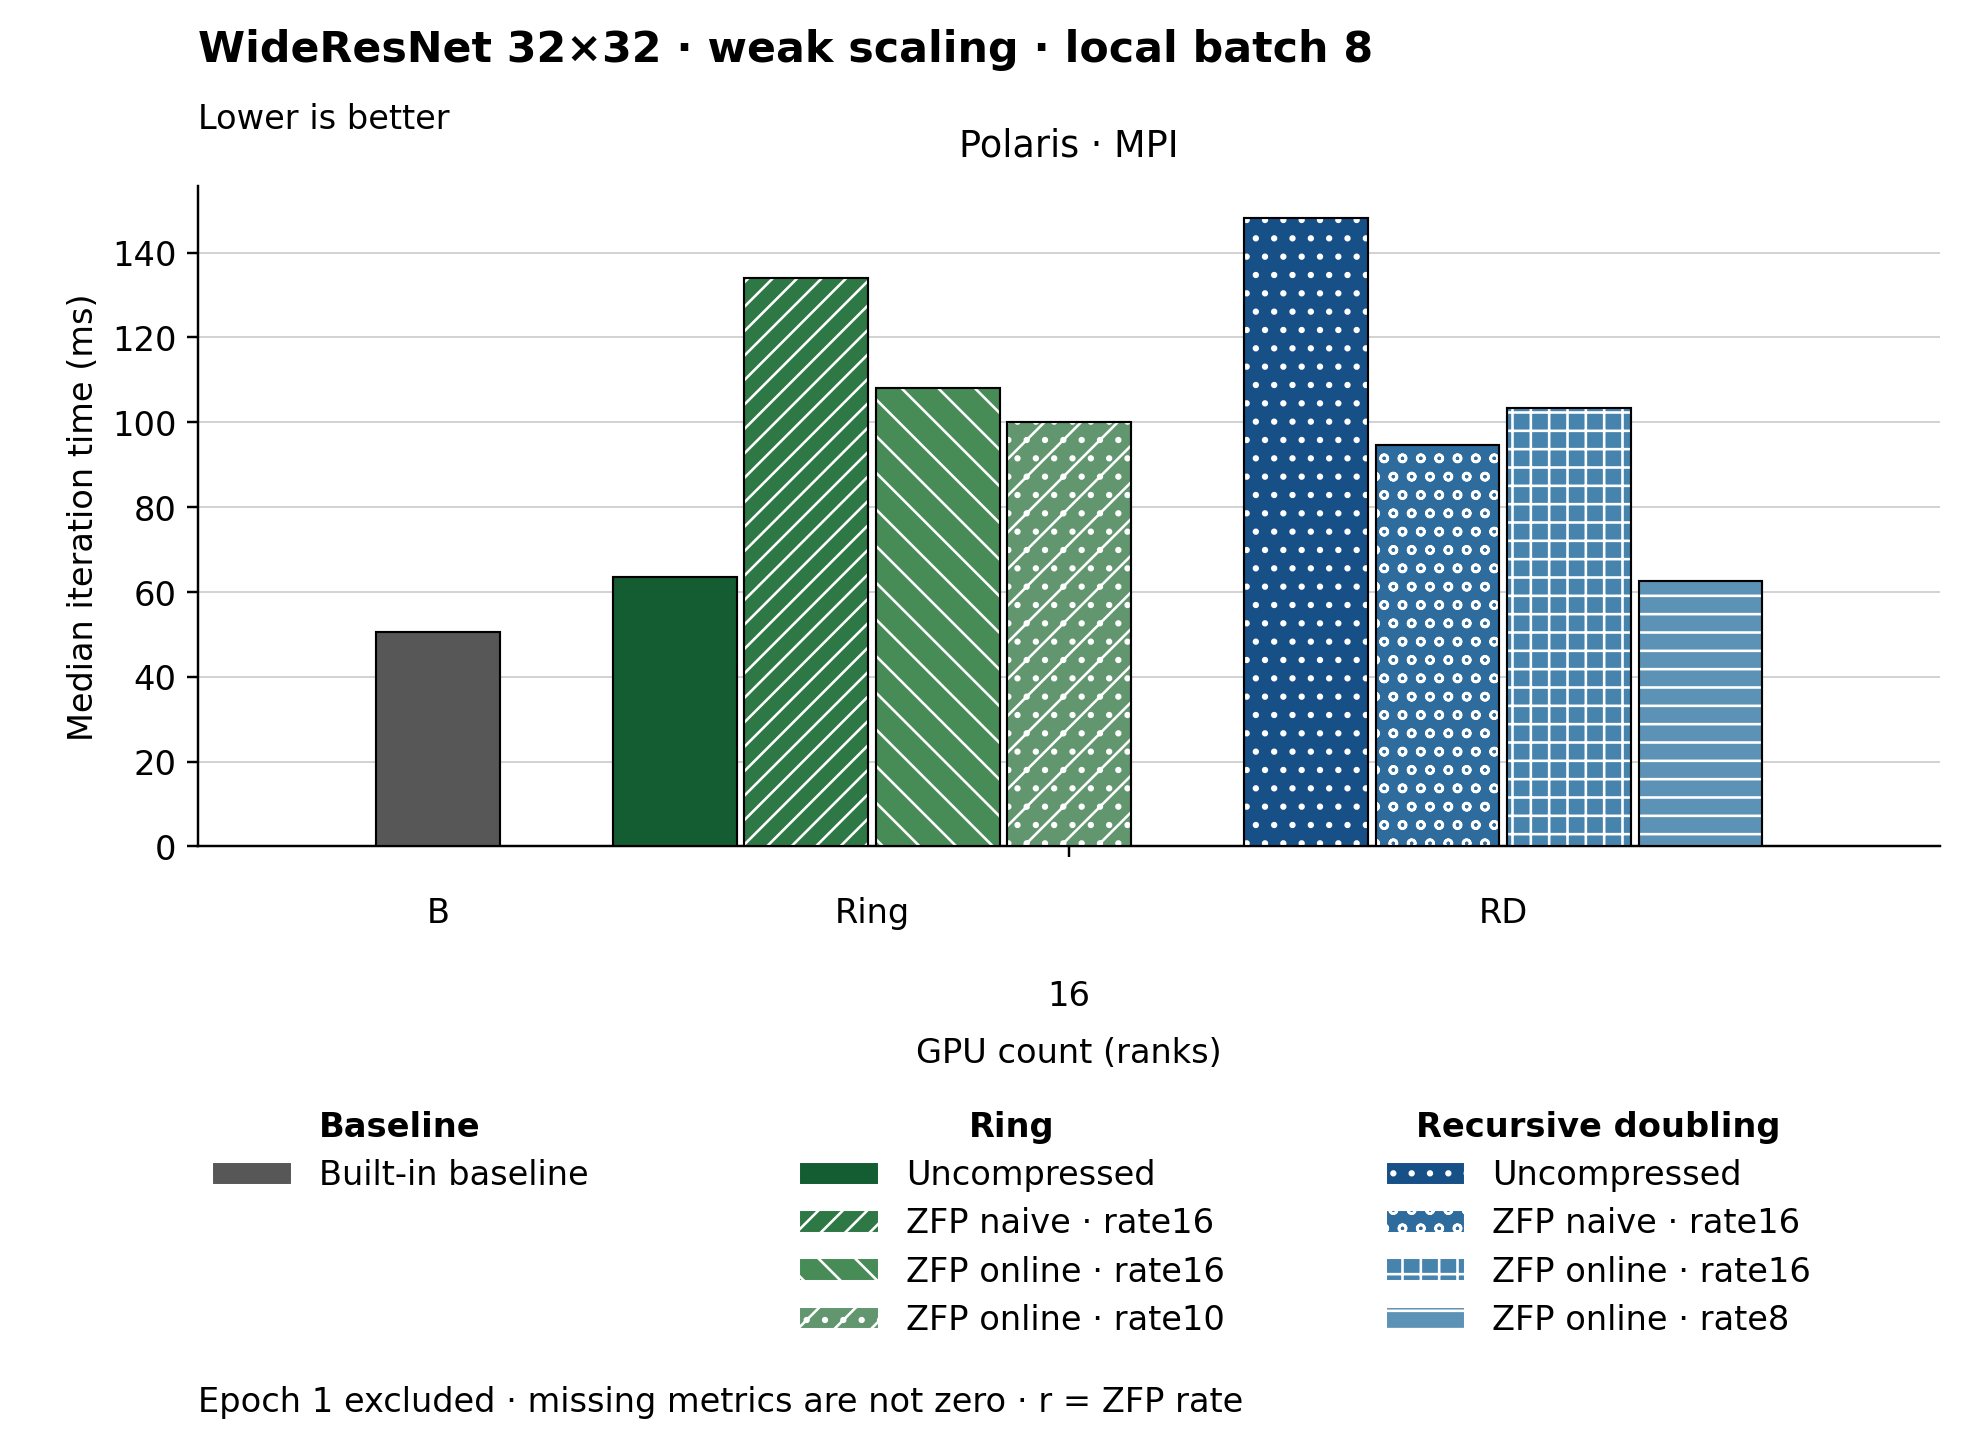 WideResNet 32×32 · weak scaling · local batch 8
Lower is better
Polaris · MPI
Median iteration time (ms)
140
120
100
80
60
40
20
0
B Ring RD
16
GPU count (ranks)
Baseline Ring Recursive doubling
Built-in baseline Uncompressed Uncompressed
ZFP naive · rate16 ZFP naive · rate16
ZFP online · rate16 ZFP online · rate16
ZFP online · rate10 ZFP online · rate8
Epoch 1 excluded · missing metrics are not zero · r = ZFP rate